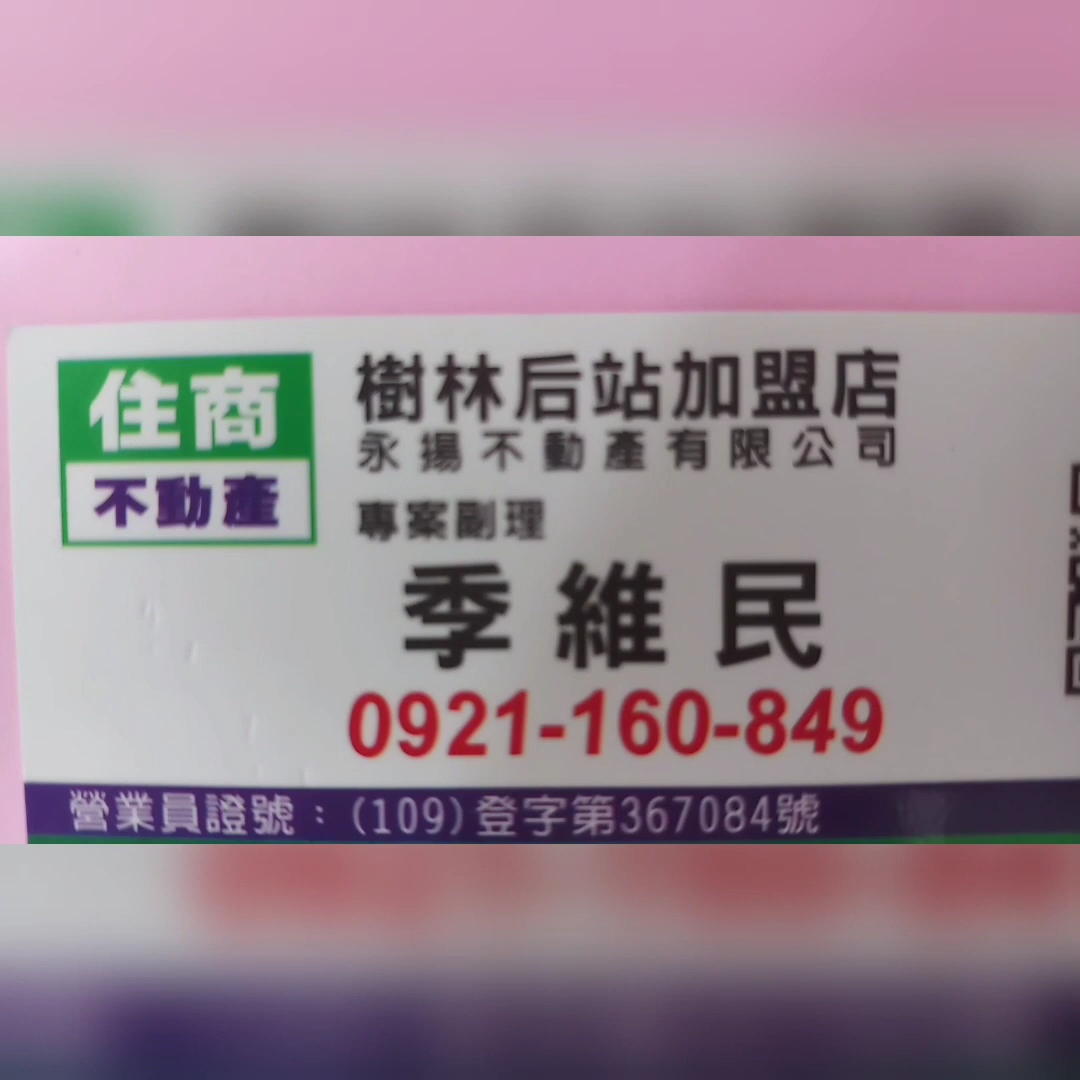 住商
不動產
樹林后站加盟店
永揚不動產有限公司
專案副理
季維民
0921-160-849
營業員證號：(109)登字第367084號